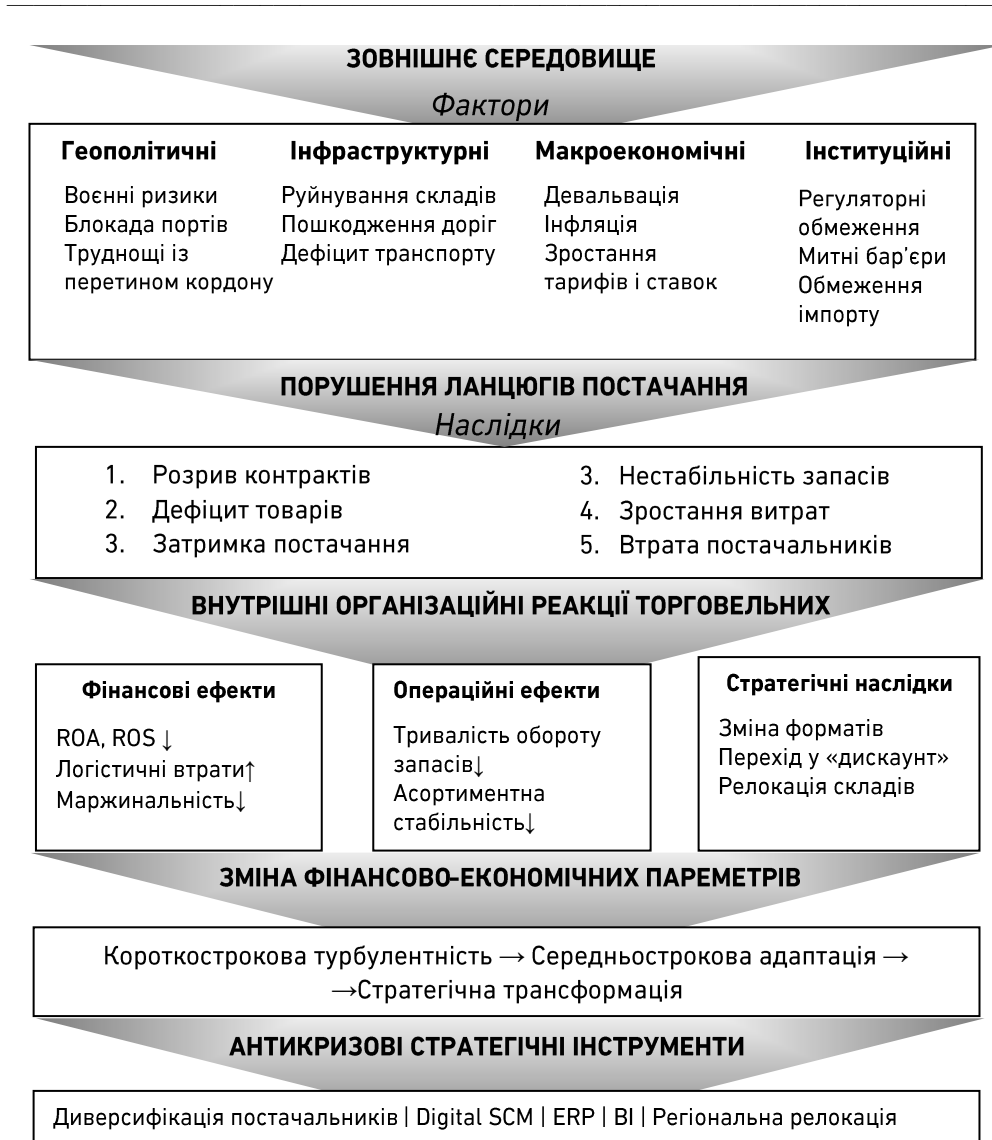 ЗОВНІШНЄ СЕРЕДОВИЩЕ
Фактори
Геополітичні
Воєнні ризики
Блокада портів
Труднощі із
перетином кордону
Інфраструктурні
Руйнування складів
Пошкодження доріг
Дефіцит транспорту
Макроекономічні
Девальвація
Інфляція
Зростання
тарифів і ставок
Інституційні
Регуляторні
обмеження
Митні бар’єри
Обмеження
імпорту
ПОРУШЕННЯ ЛАНЦЮГІВ ПОСТАЧАННЯ
Наслідки
1. Розрив контрактів
2. Дефіцит товарів
3. Затримка постачання
3. Нестабільність запасів
4. Зростання витрат
5. Втрата постачальників
ВНУТРІШНІ ОРГАНІЗАЦІЙНІ РЕАКЦІЇ ТОРГОВЕЛЬНИХ
Фінансові ефекти
ROA, ROS ↓
Логістичні втрати↑
Маржинальність↓
Операційні ефекти
Тривалість обороту
запасів↓
Асортиментна
стабільність↓
Стратегічні наслідки
Зміна форматів
Перехід у «дискаунт»
Релокація складів
ЗМІНА ФІНАНСОВО-ЕКОНОМІЧНИХ ПАРЕМЕТРІВ
Короткострокова турбулентність → Середньострокова адаптація →
→Стратегічна трансформація
АНТИКРИЗОВІ СТРАТЕГІЧНІ ІНСТРУМЕНТИ
Диверсифікація постачальників | Digital SCM | ERP | BI | Регіональна релокація